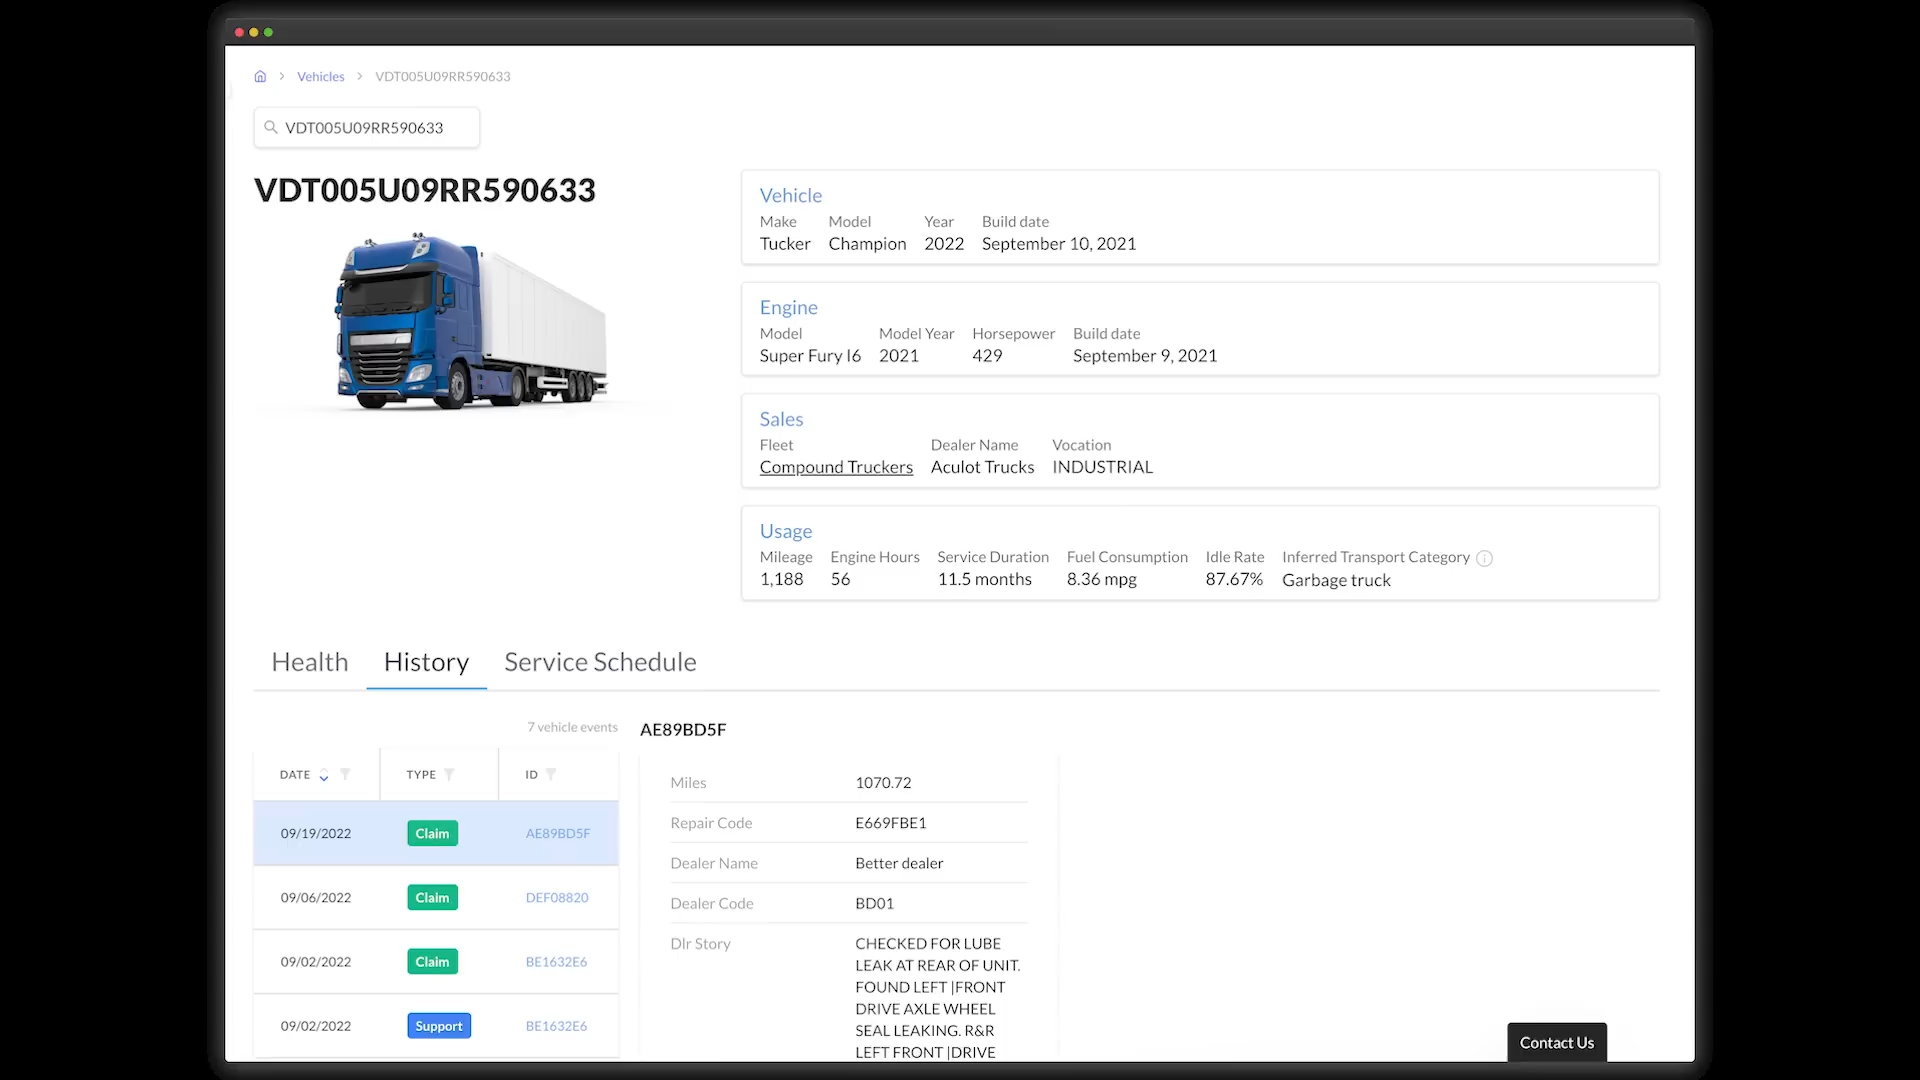 Vehicles
VDT005U09RR590633
VDT005U09RR590633
VDT005U09RR590633
Vehicle
Make Model Year Build date
Tucker Champion 2022 September 10, 2021
Engine
Model Model Year Horsepower Build date
Super Fury I6 2021 429 September 9, 2021
Sales
Fleet Dealer Name Vocation
Compound Truckers Aculot Trucks INDUSTRIAL
Usage
Mileage Engine Hours Service Duration Fuel Consumption Idle Rate Inferred Transport Category
1,188 56 11.5 months 8.36 mpg 87.67% Garbage truck
Health History Service Schedule
7 vehicle events
DATE TYPE ID
09/19/2022 Claim AE89BD5F
09/06/2022 Claim DEF08820
09/02/2022 Claim BE1632E6
09/02/2022 Support BE1632E6
AE89BD5F
Miles 1070.72
Repair Code E669FBE1
Dealer Name Better dealer
Dealer Code BD01
Dlr Story CHECKED FOR LUBE
LEAK AT REAR OF UNIT.
FOUND LEFT |FRONT
DRIVE AXLE WHEEL
SEAL LEAKING. R&R
LEFT FRONT |DRIVE
Contact Us